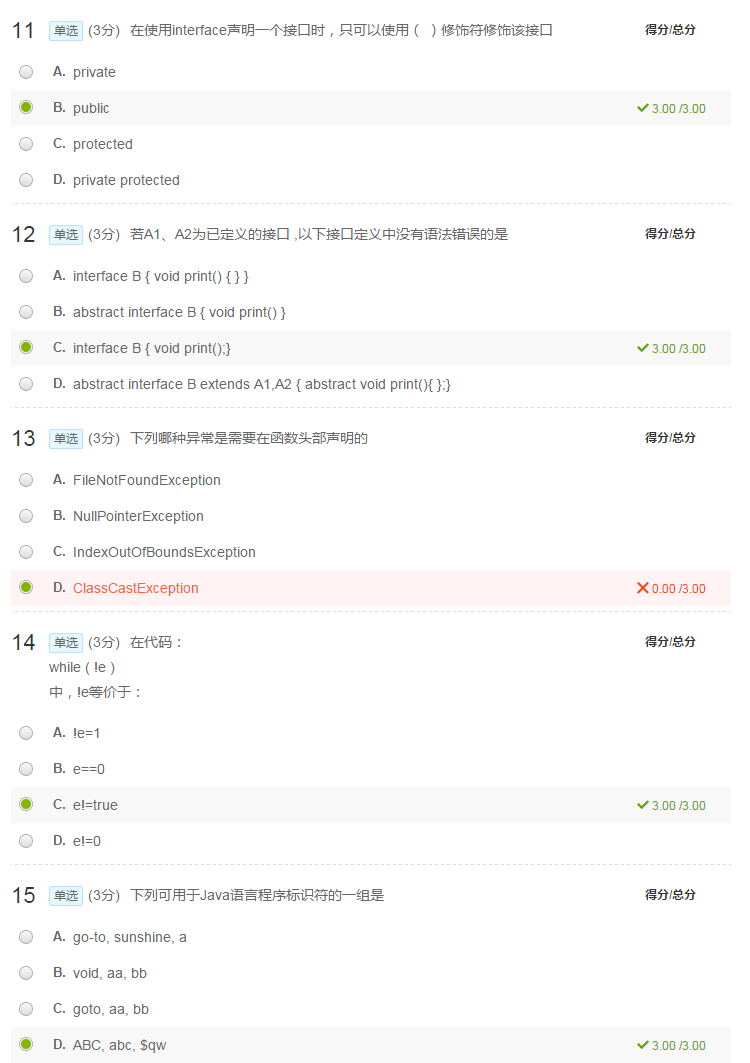 11 单选 (3分) 在使用interface声明一个接口时，只可以使用（ ）修饰符修饰该接口 得分/总分
A. private
B. public 3.00 /3.00
C. protected
D. private protected
12 单选 (3分) 若A1、A2为已定义的接口 ,以下接口定义中没有语法错误的是 得分/总分
A. interface B { void print() { } }
B. abstract interface B { void print() }
C. interface B { void print();} 3.00 /3.00
D. abstract interface B extends A1,A2 { abstract void print(){ };}
13 单选 (3分) 下列哪种异常是需要在函数头部声明的 得分/总分
A. FileNotFoundException
B. NullPointerException
C. IndexOutOfBoundsException
D. ClassCastException 0.00 /3.00
14 单选 (3分) 在代码： 得分/总分
while ( !e )
中，!e等价于：
A. !e=1
B. e==0
C. e!=true 3.00 /3.00
D. e!=0
15 单选 (3分) 下列可用于Java语言程序标识符的一组是 得分/总分
A. go-to, sunshine, a
B. void, aa, bb
C. goto, aa, bb
D. ABC, abc, $qw 3.00 /3.00